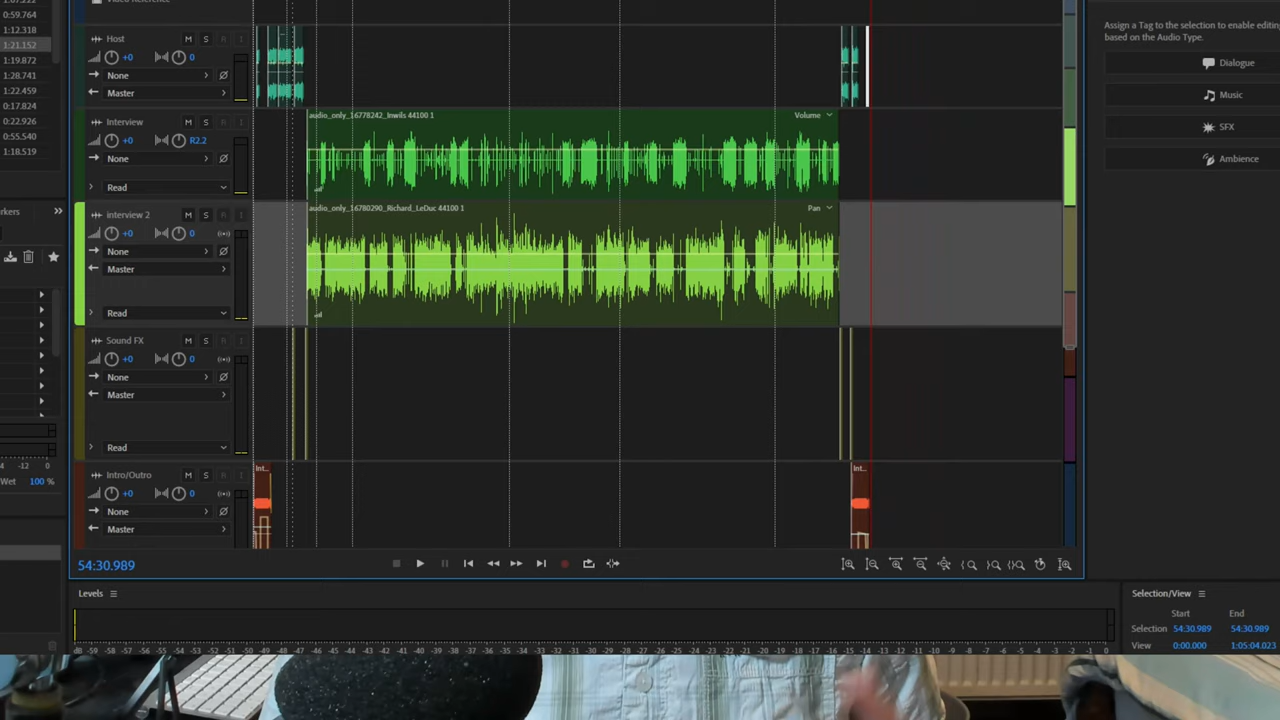 0:59.764
1:12.318
1:21.152
1:19.872
1:28.741
1:22.459
0:17.824
0:22.926
0:55.540
1:18.519
Host M S R I
+0 0
None
Master
Interview M S R I
+0 R2.2
None
Read
audio_only_16778242_Inwils 44100 1 Volume
interview 2 M S R I
+0 0
None
Master
Read
audio_only_16780290_Richard_LeDuc 44100 1 Pan
Sound FX M S R I
+0 0
None
Master
Read
Intro/Outro M S R I
+0 0
None
Master
Int...
Int...
54:30.989
Levels
dB -59 -58 -57 -56 -55 -54 -53 -52 -51 -50 -49 -48 -47 -46 -45 -44 -43 -42 -41 -40 -39 -38 -37 -36 -35 -34 -33 -32 -31 -30 -29 -28 -27 -26 -25 -24 -23 -22 -21 -20 -19 -18 -17 -16 -15 -14 -13 -12 -11 -10 -9 -8 -7 -6 -5 -4 -3 -2 -1 0
-12 0
Wet 100 %
Assign a Tag to the selection to enable editing
based on the Audio Type.
Dialogue
Music
SFX
Ambience
Selection/View
Start End
Selection 54:30.989 54:30.989
View 0:00.000 1:05:04.023